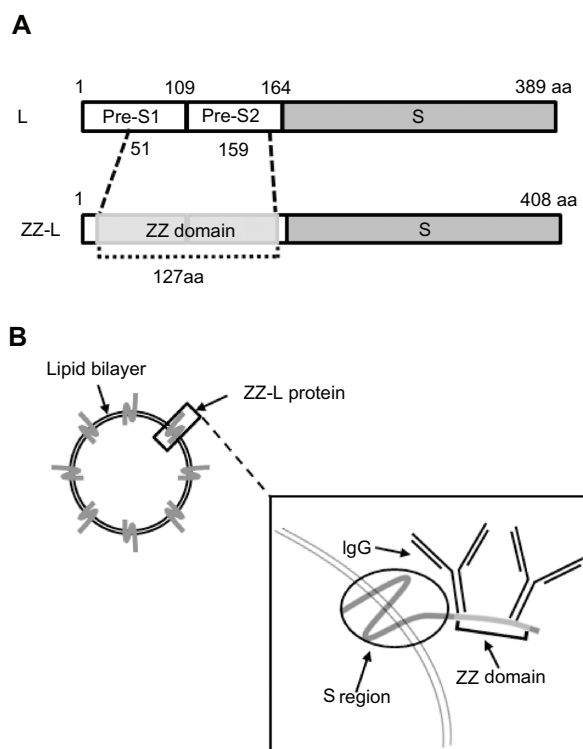 A
1 109 164 389 aa
L Pre-S1 Pre-S2 S
51 159
1 408 aa
ZZ-L ZZ domain S
127aa
B
Lipid bilayer
ZZ-L protein
IgG
S region
ZZ domain